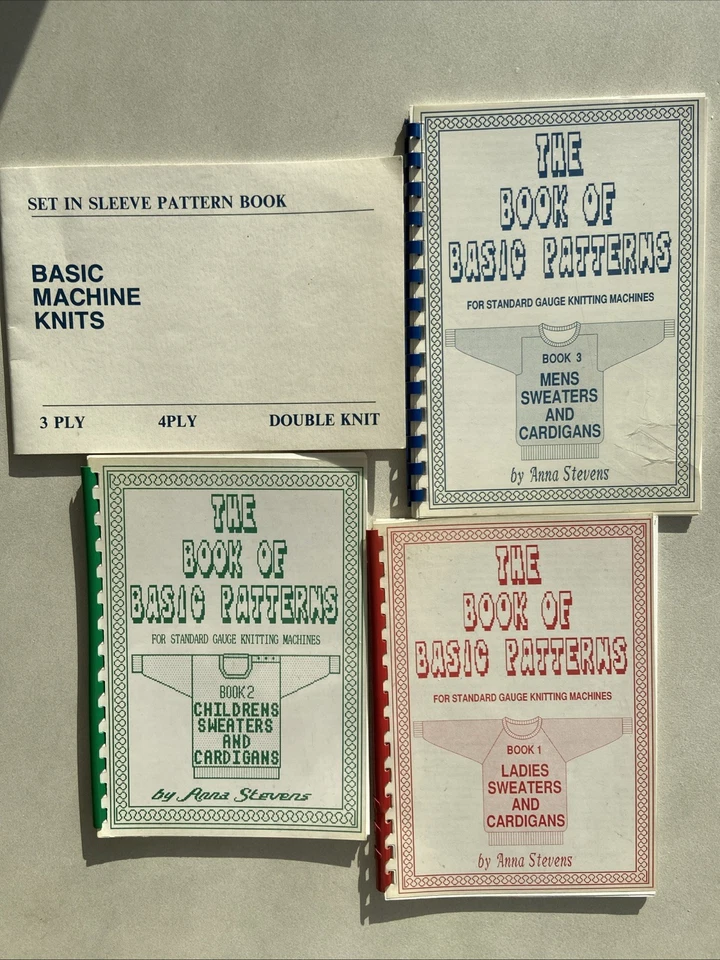 SET IN SLEEVE PATTERN BOOK
BASIC
MACHINE
KNITS
3 PLY 4PLY DOUBLE KNIT
THE
BOOK OF
BASIC PATTERNS
FOR STANDARD GAUGE KNITTING MACHINES
BOOK 3
MENS
SWEATERS
AND
CARDIGANS
by Anna Stevens
THE
BOOK OF
BASIC PATTERNS
FOR STANDARD GAUGE KNITTING MACHINES
BOOK 2
CHILDRENS
SWEATERS
AND
CARDIGANS
by Anna Stevens
THE
BOOK OF
BASIC PATTERNS
FOR STANDARD GAUGE KNITTING MACHINES
BOOK 1
LADIES
SWEATERS
AND
CARDIGANS
by Anna Stevens